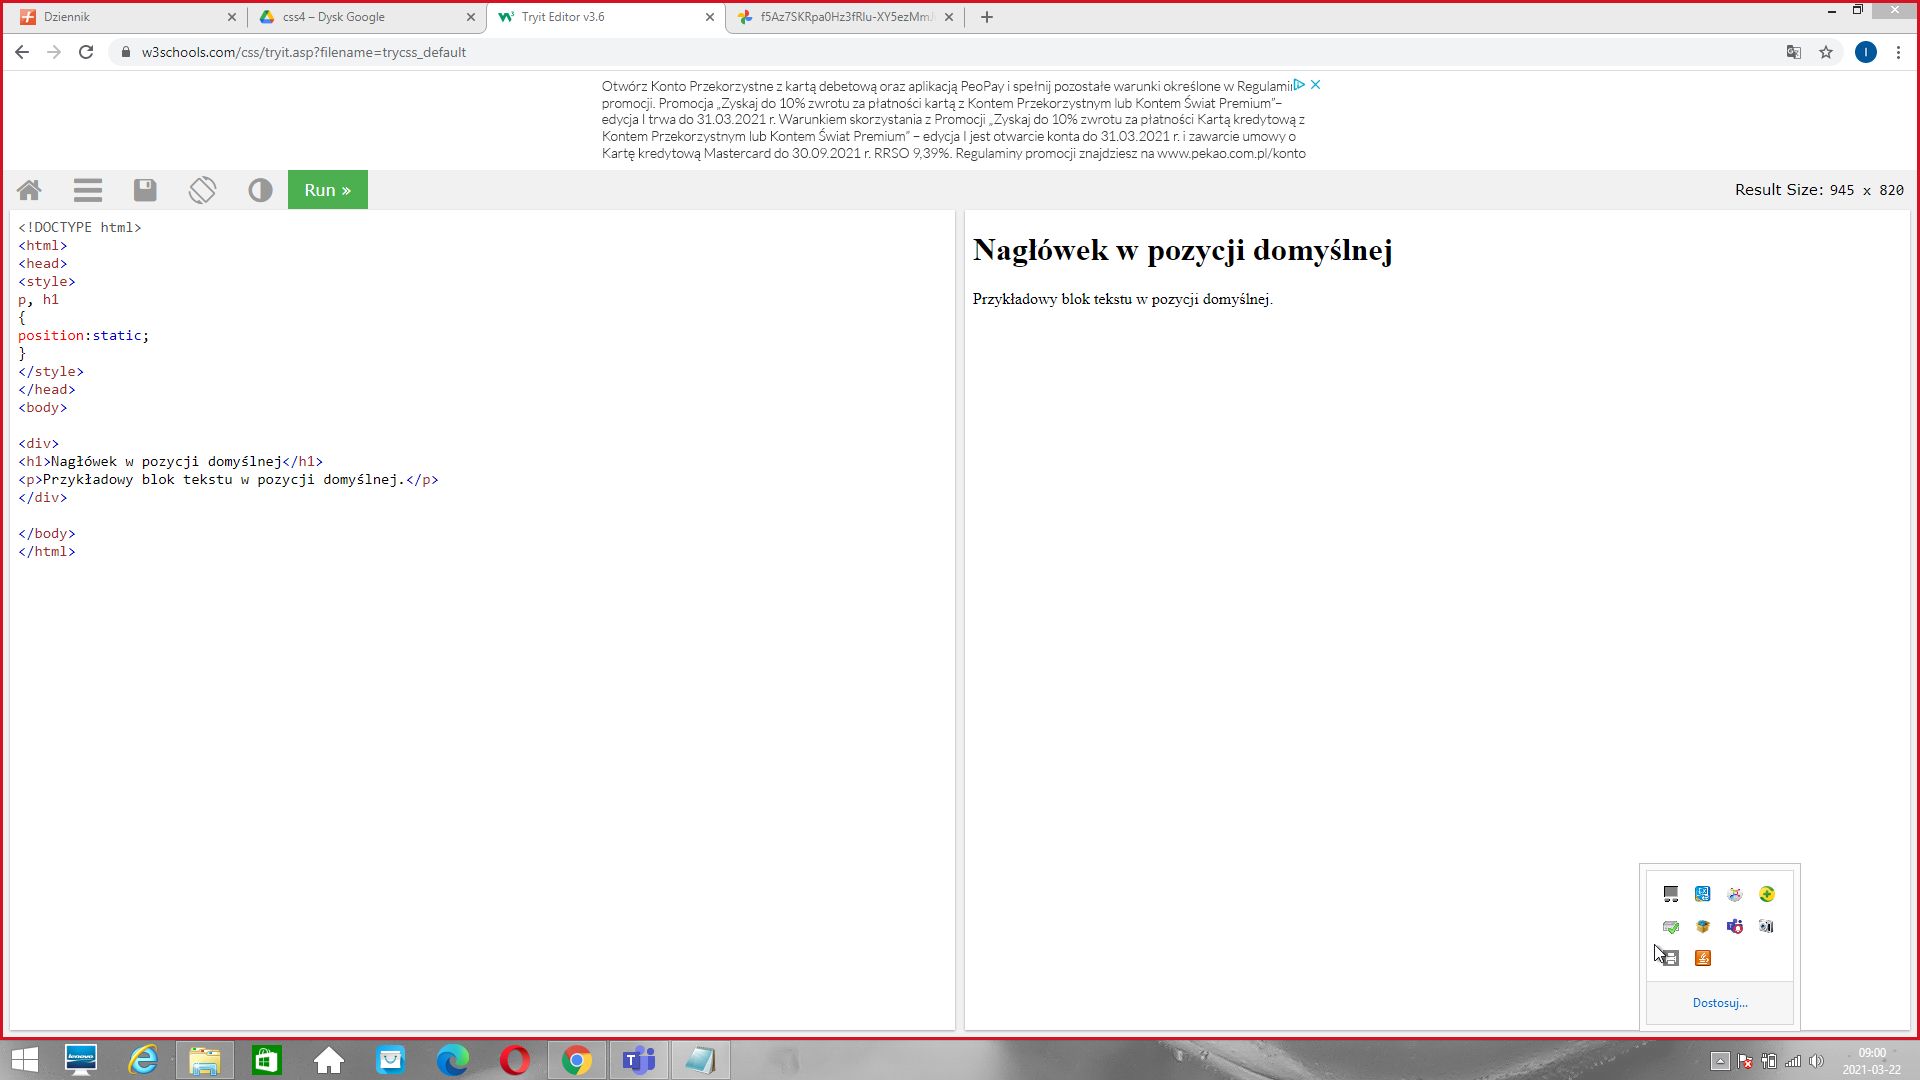 Dziennik
css4 – Dysk Google
Tryit Editor v3.6
w3schools.com/css/tryit.asp?filename=trycss_default
Otwórz Konto Przekorzystne z kartą debetową oraz aplikacją PeoPay i spełnij pozostałe warunki określone w
promocji. Promocja „Zyskaj do 10% zwrotu za płatności kartą z Kontem Przekorzystnym lub Kontem Świat Premium”–
edycja I trwa do 31.03.2021 r. Warunkiem skorzystania z Promocji „Zyskaj do 10% zwrotu za płatności Kartą kredytową z
Kontem Przekorzystnym lub Kontem Świat Premium” – edycja I jest otwarcie konta do 31.03.2021 r. i zawarcie umowy o
Kartę kredytową Mastercard do 30.09.2021 r. RRSO 9,39%. Regulaminy promocji znajdziesz na www.pekao.com.pl/konto
Run »
Result Size: 945 x 820
<!DOCTYPE html>
<html>
<head>
<style>
p, h1
{
position:static;
}
</style>
</head>
<body>
<div>
<h1>Nagłówek w pozycji domyślnej</h1>
<p>Przykładowy blok tekstu w pozycji domyślnej.</p>
</div>
</body>
</html>
Nagłówek w pozycji domyślnej
Przykładowy blok tekstu w pozycji domyślnej.
Dostosuj...
lenovo
09:00
2021-03-22